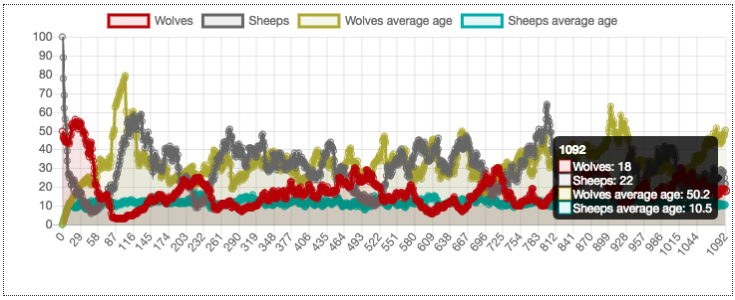 Wolves Sheeps Wolves average age Sheeps average age
100
90
80
70
60
50
40
30
20
10
0
1092
Wolves: 18
Sheeps: 22
Wolves average age: 50.2
Sheeps average age: 10.5
0 29 58 87 116 145 174 203 232 261 290 319 348 377 406 435 464 493 522 551 580 609 638 667 696 725 754 783 812 841 870 899 928 957 986 1015 1044 1092